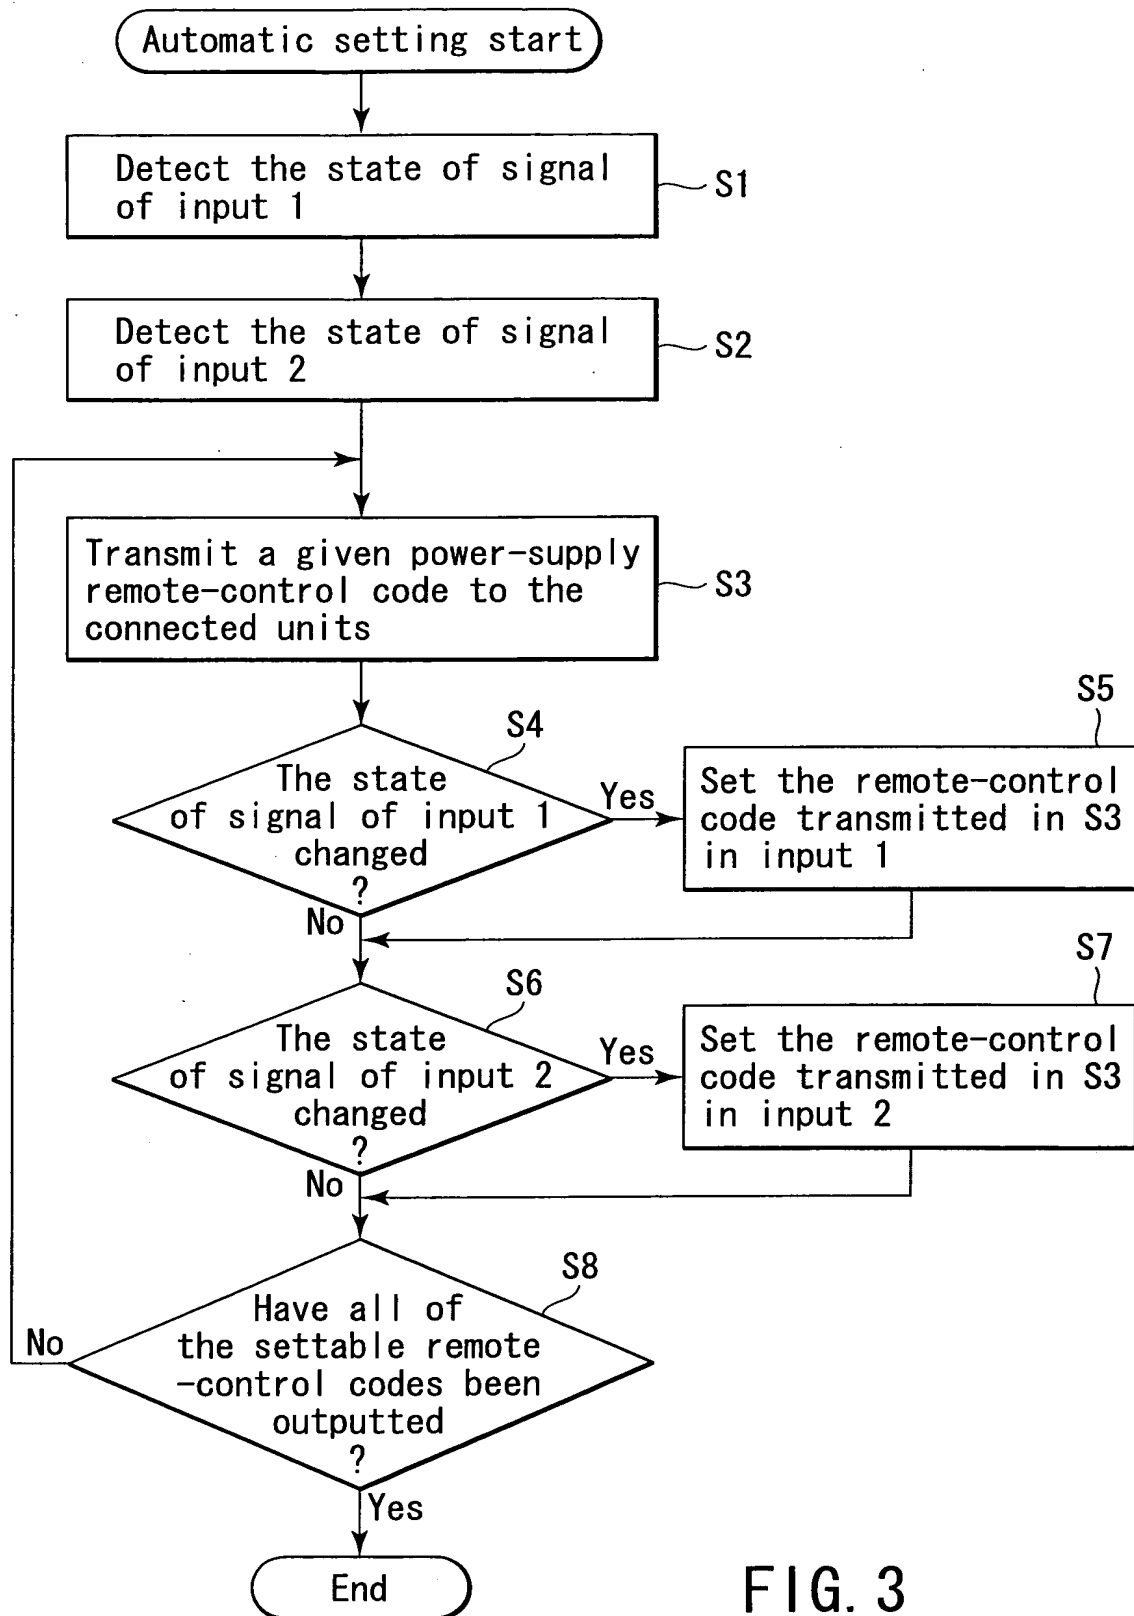 Automatic setting start
Detect the state of signal
of input 1
S1
Detect the state of signal
of input 2
S2
Transmit a given power-supply
remote-control code to the
connected units
S3
S4
The state
of signal of input 1
changed
?
Yes
No
S5
Set the remote-control
code transmitted in S3
in input 1
S6
The state
of signal of input 2
changed
?
Yes
No
S7
Set the remote-control
code transmitted in S3
in input 2
S8
Have all of
the settable remote
-control codes been
outputted
?
No
Yes
End
FIG. 3